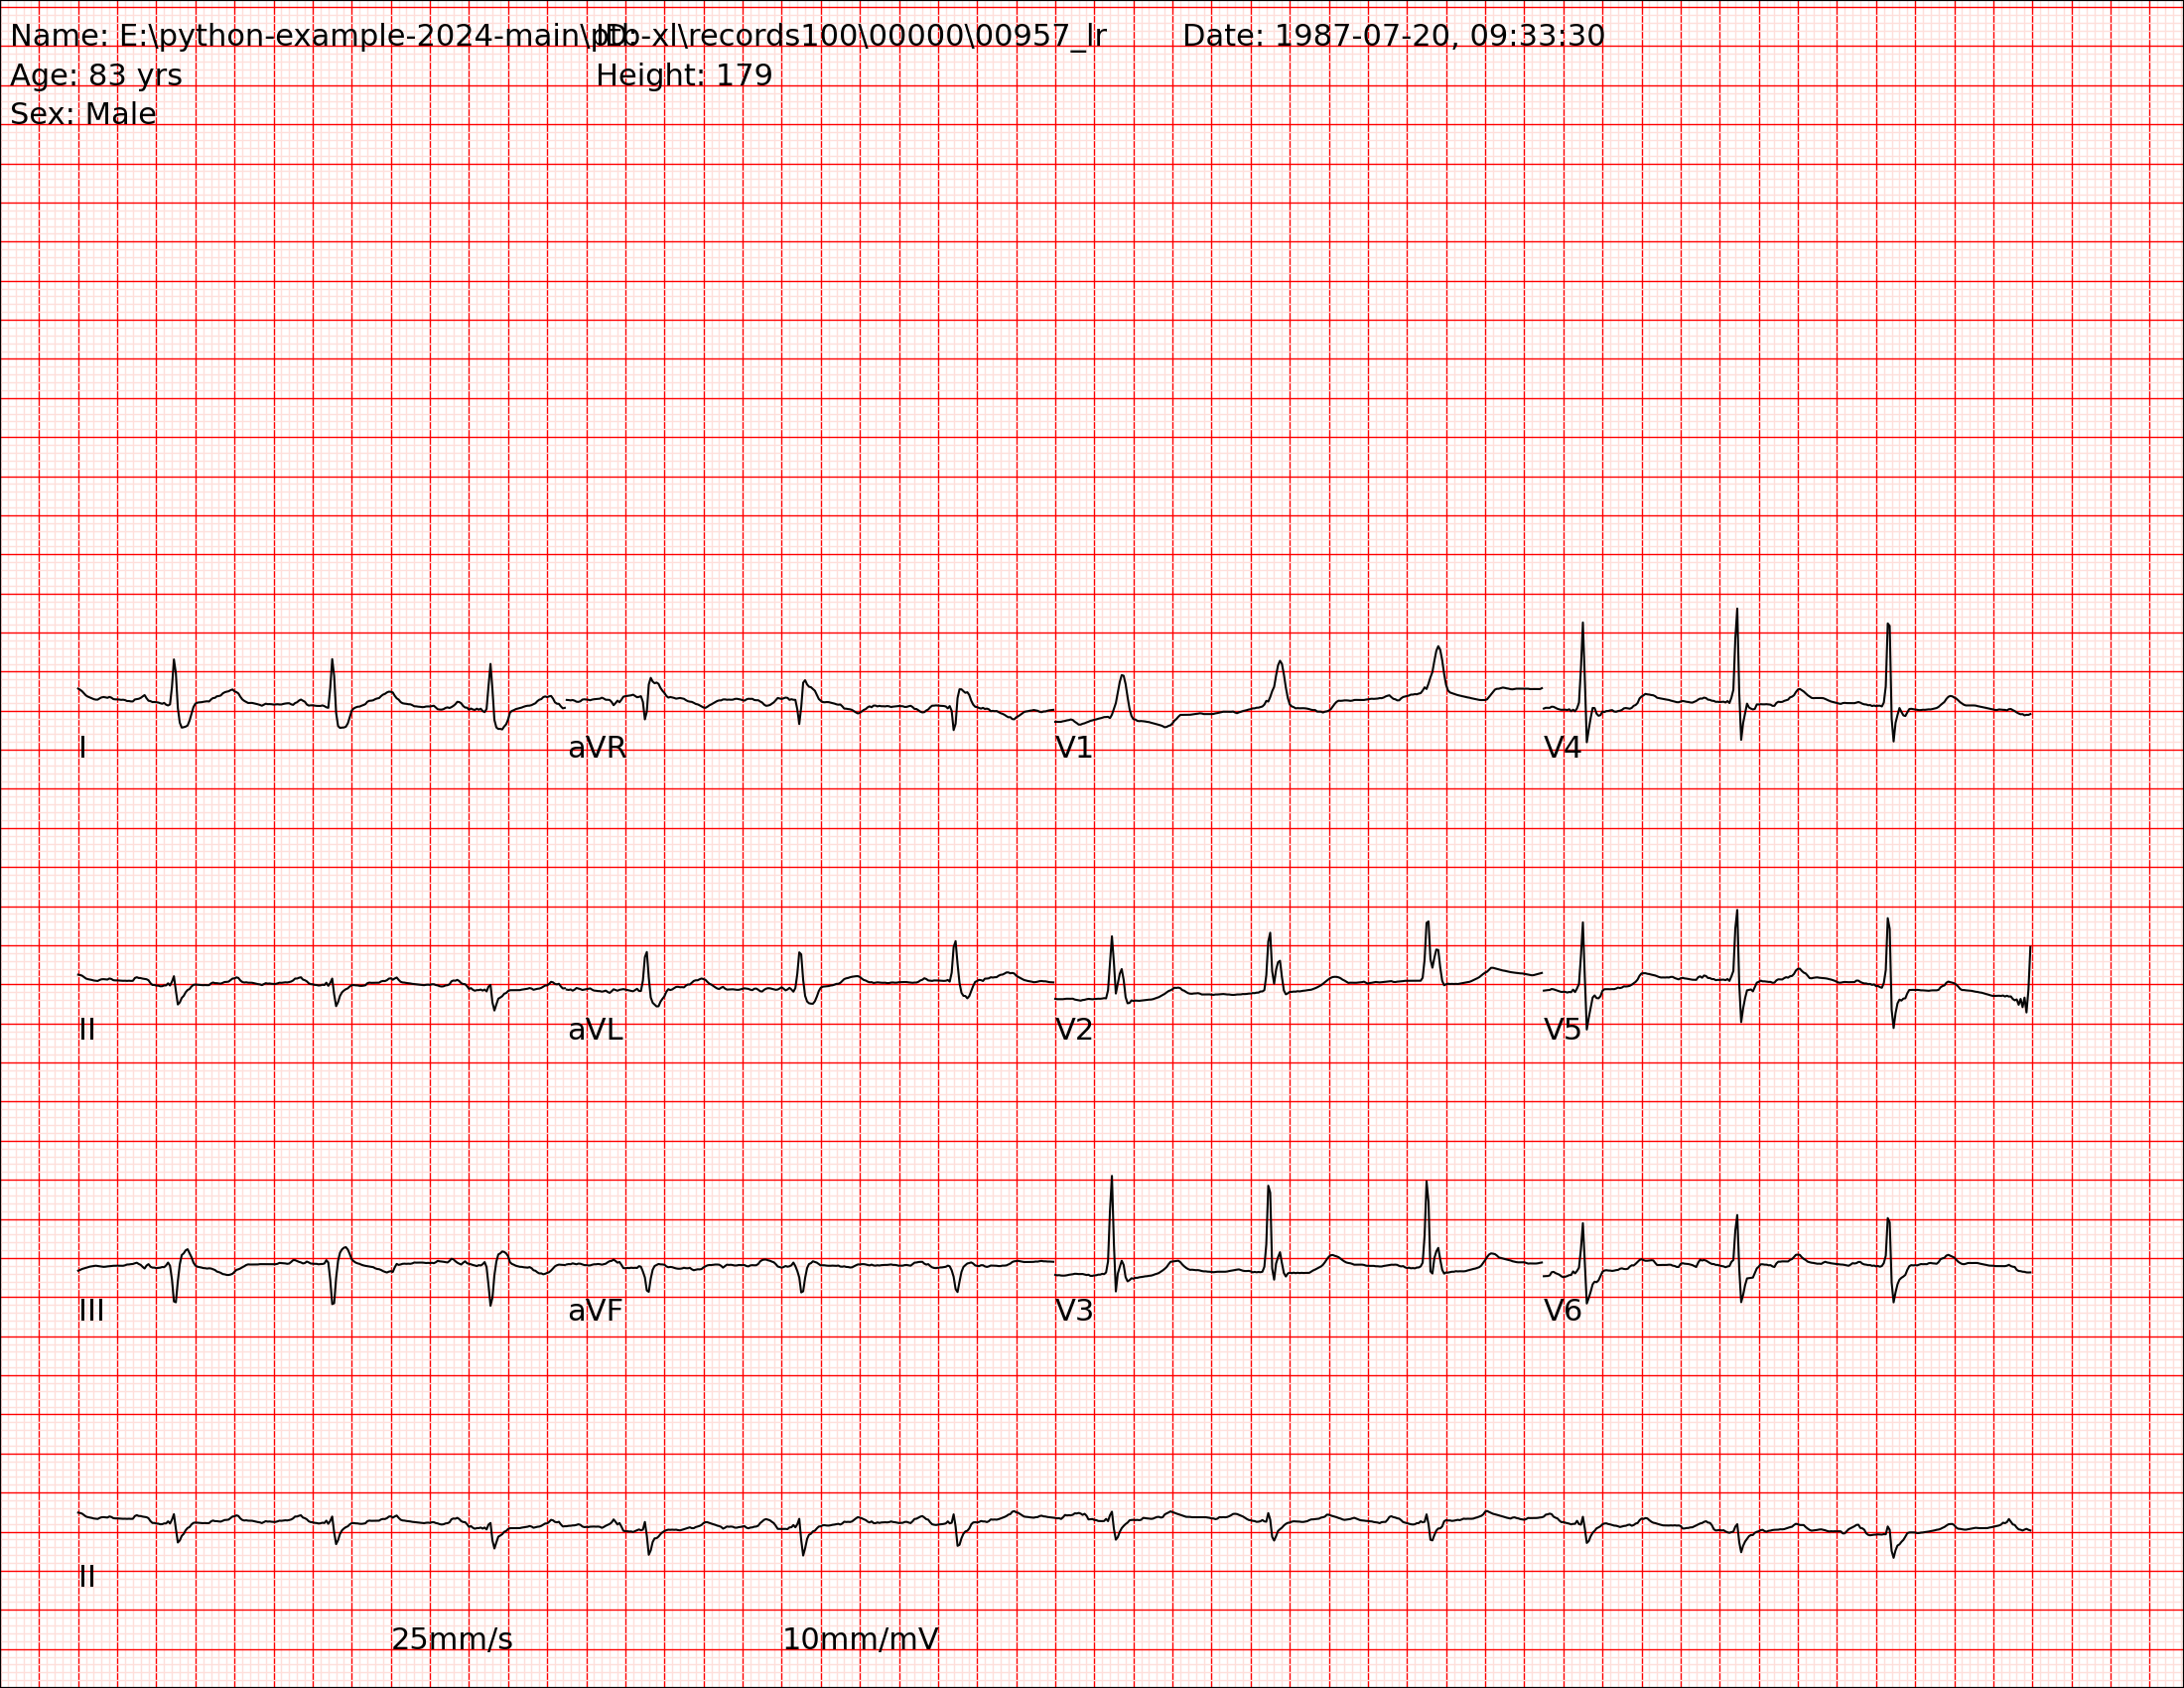 Name: E:\python-example-2024-main\ptb-xl\records100\00000\00957_lr ID: Date: 1987-07-20, 09:33:30
Age: 83 yrs Height: 179
Sex: Male
I aVR V1 V4
II aVL V2 V5
III aVF V3 V6
II
25mm/s 10mm/mV